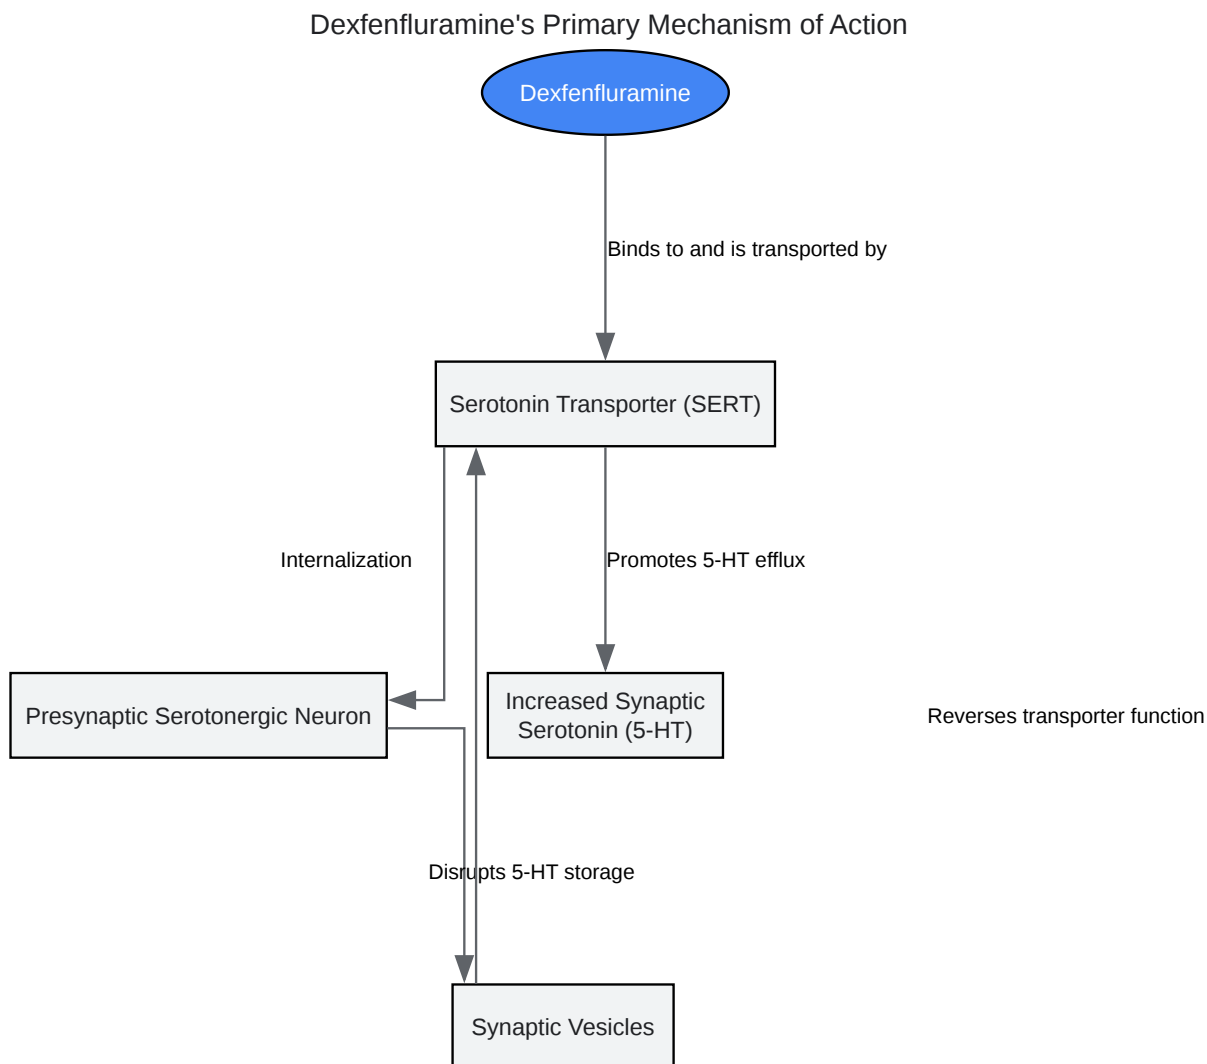 Dexfenfluramine's Primary Mechanism of Action
Dexfenfluramine
Binds to and is transported by
Serotonin Transporter (SERT)
Internalization
Promotes 5-HT efflux
Presynaptic Serotonergic Neuron
Increased Synaptic
Serotonin (5-HT)
Reverses transporter function
Disrupts 5-HT storage
Synaptic Vesicles